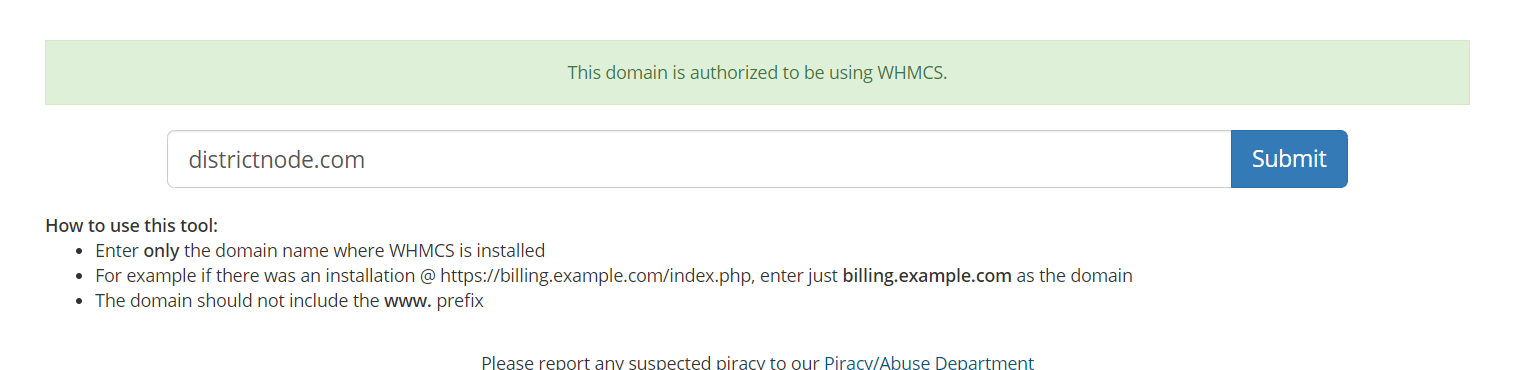 This domain is authorized to be using WHMCS.
districtnode.com
Submit
How to use this tool:
• Enter only the domain name where WHMCS is installed
• For example if there was an installation @ https://billing.example.com/index.php, enter just billing.example.com as the domain
• The domain should not include the www. prefix
Please report any suspected piracy to our Piracy/Abuse Department